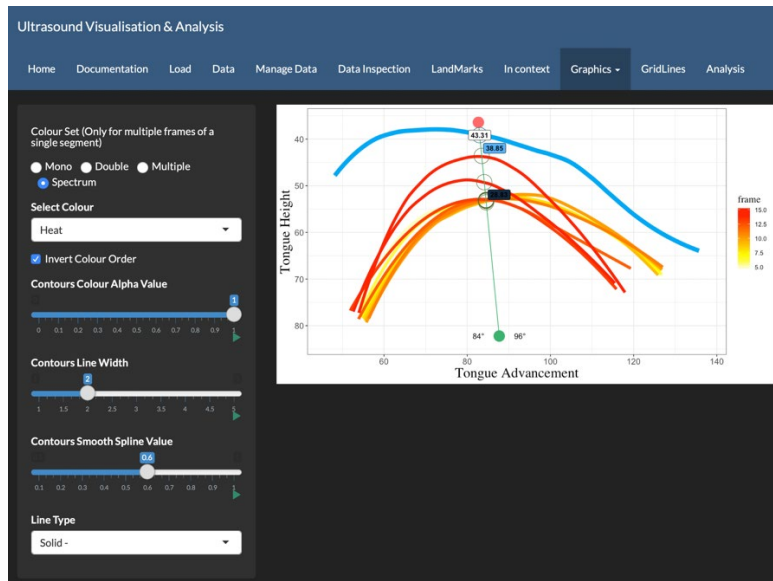 Ultrasound Visualisation & Analysis
Home Documentation Load Data Manage Data Data Inspection LandMarks In context Graphics GridLines Analysis
Colour Set (Only for multiple frames of a
single segment)
Mono Double Multiple
Spectrum
Select Colour
Heat
Invert Colour Order
Contours Colour Alpha Value
1
0 0.1 0.2 0.3 0.4 0.5 0.6 0.7 0.8 0.9 1
Contours Line Width
2
1 1.5 2 2.5 3 3.5 4 4.5 5
Contours Smooth Spline Value
0.6
0.1 0.2 0.3 0.4 0.5 0.6 0.7 0.8 0.9 1
Line Type
Solid -
43.31
38.85
40
50
60
70
80
Tongue Height
84° 96°
60 80 100 120 140
Tongue Advancement
frame
15.0
12.5
10.0
7.5
5.0